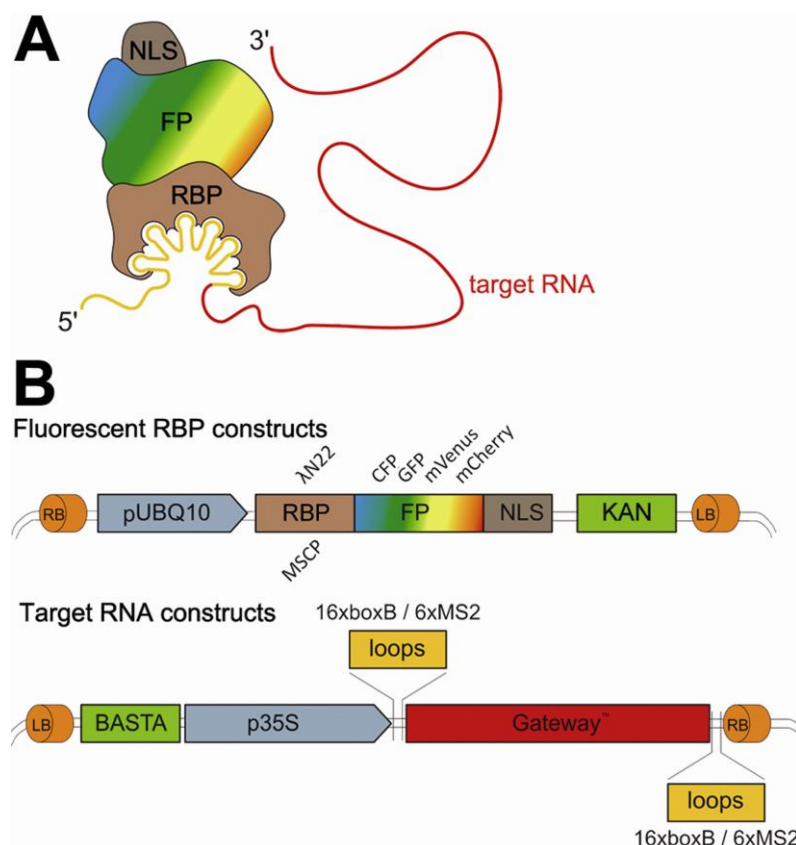 A
NLS
3'
FP
RBP
target RNA
5'
B
Fluorescent RBP constructs
λN22
CFP
GFP
mVenus
mCherry
RB
pUBQ10
RBP
FP
NLS
KAN
LB
MSCP
Target RNA constructs
16xboxB / 6xMS2
loops
LB
BASTA
p35S
Gateway™
RB
loops
16xboxB / 6xMS2